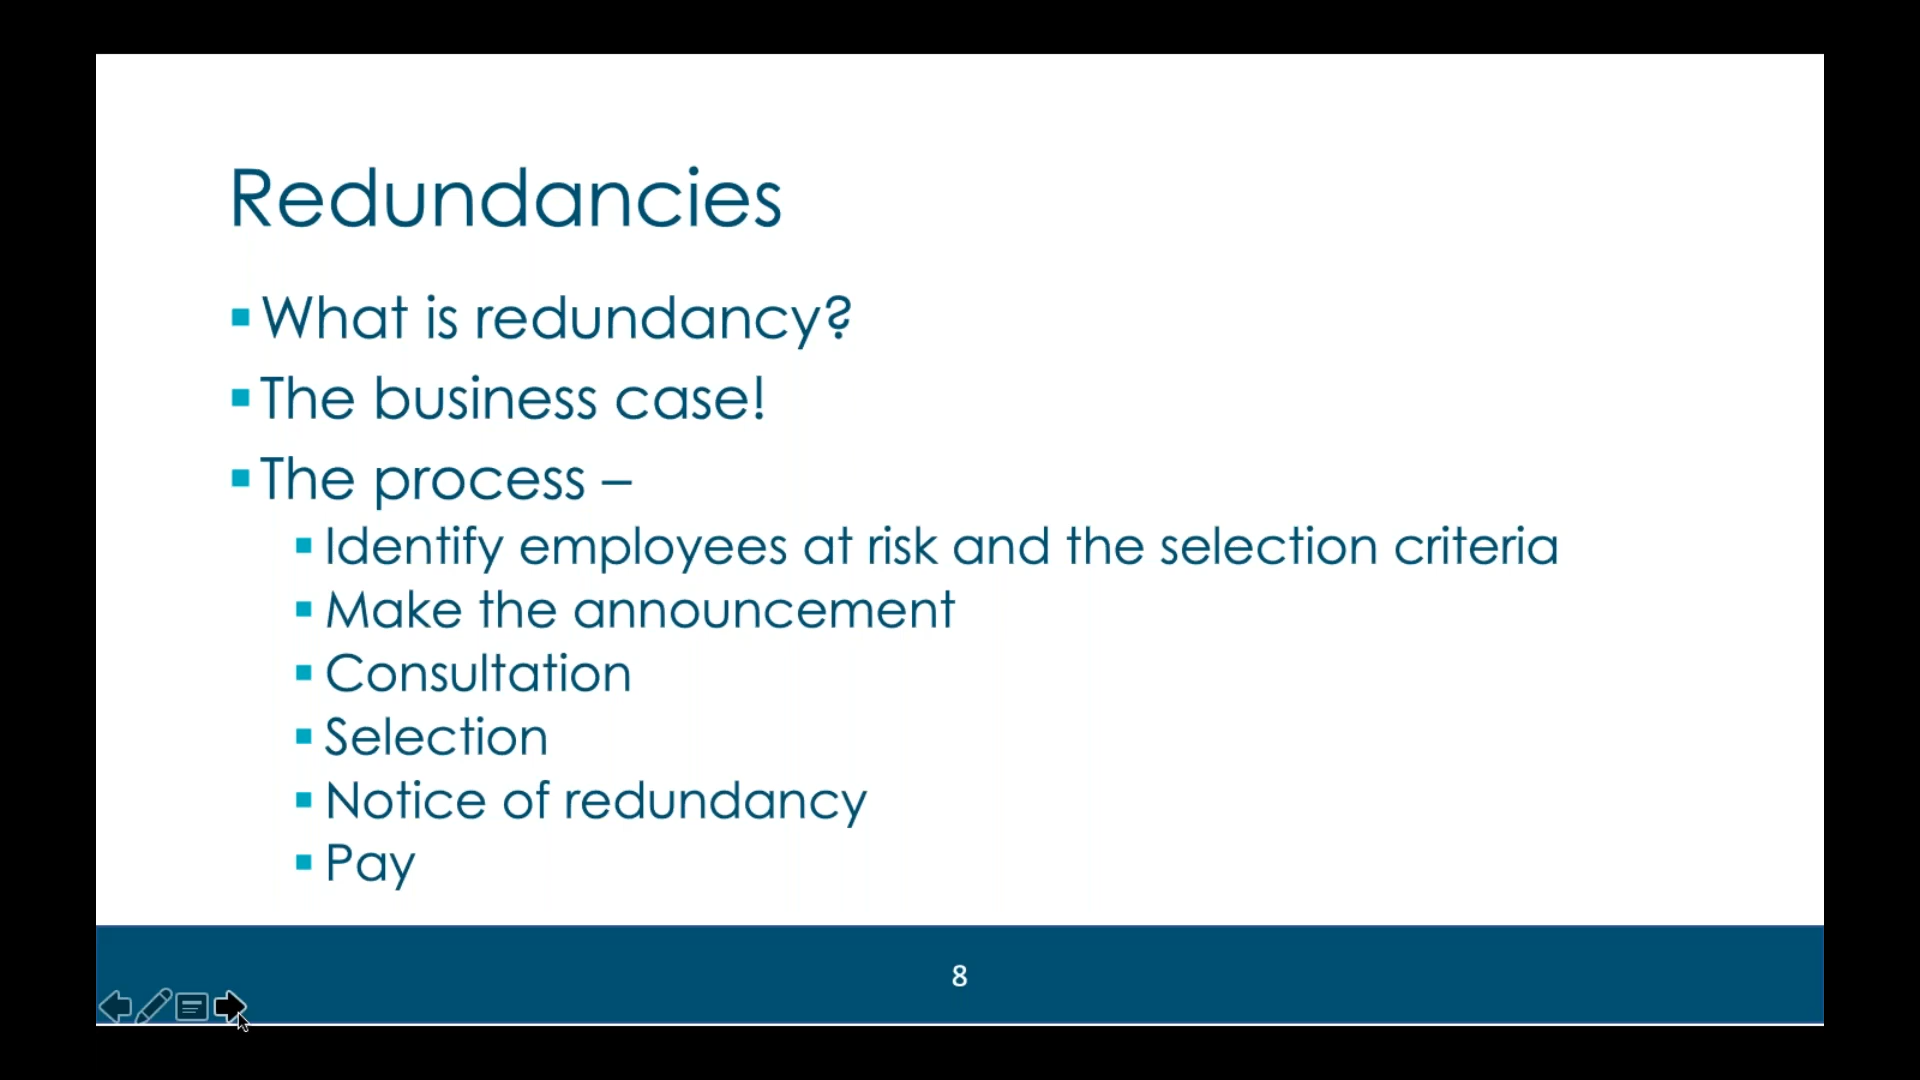 Redundancies
▪What is redundancy?
▪The business case!
▪The process –
▪Identify employees at risk and the selection criteria
▪Make the announcement
▪Consultation
▪Selection
▪Notice of redundancy
▪Pay
8